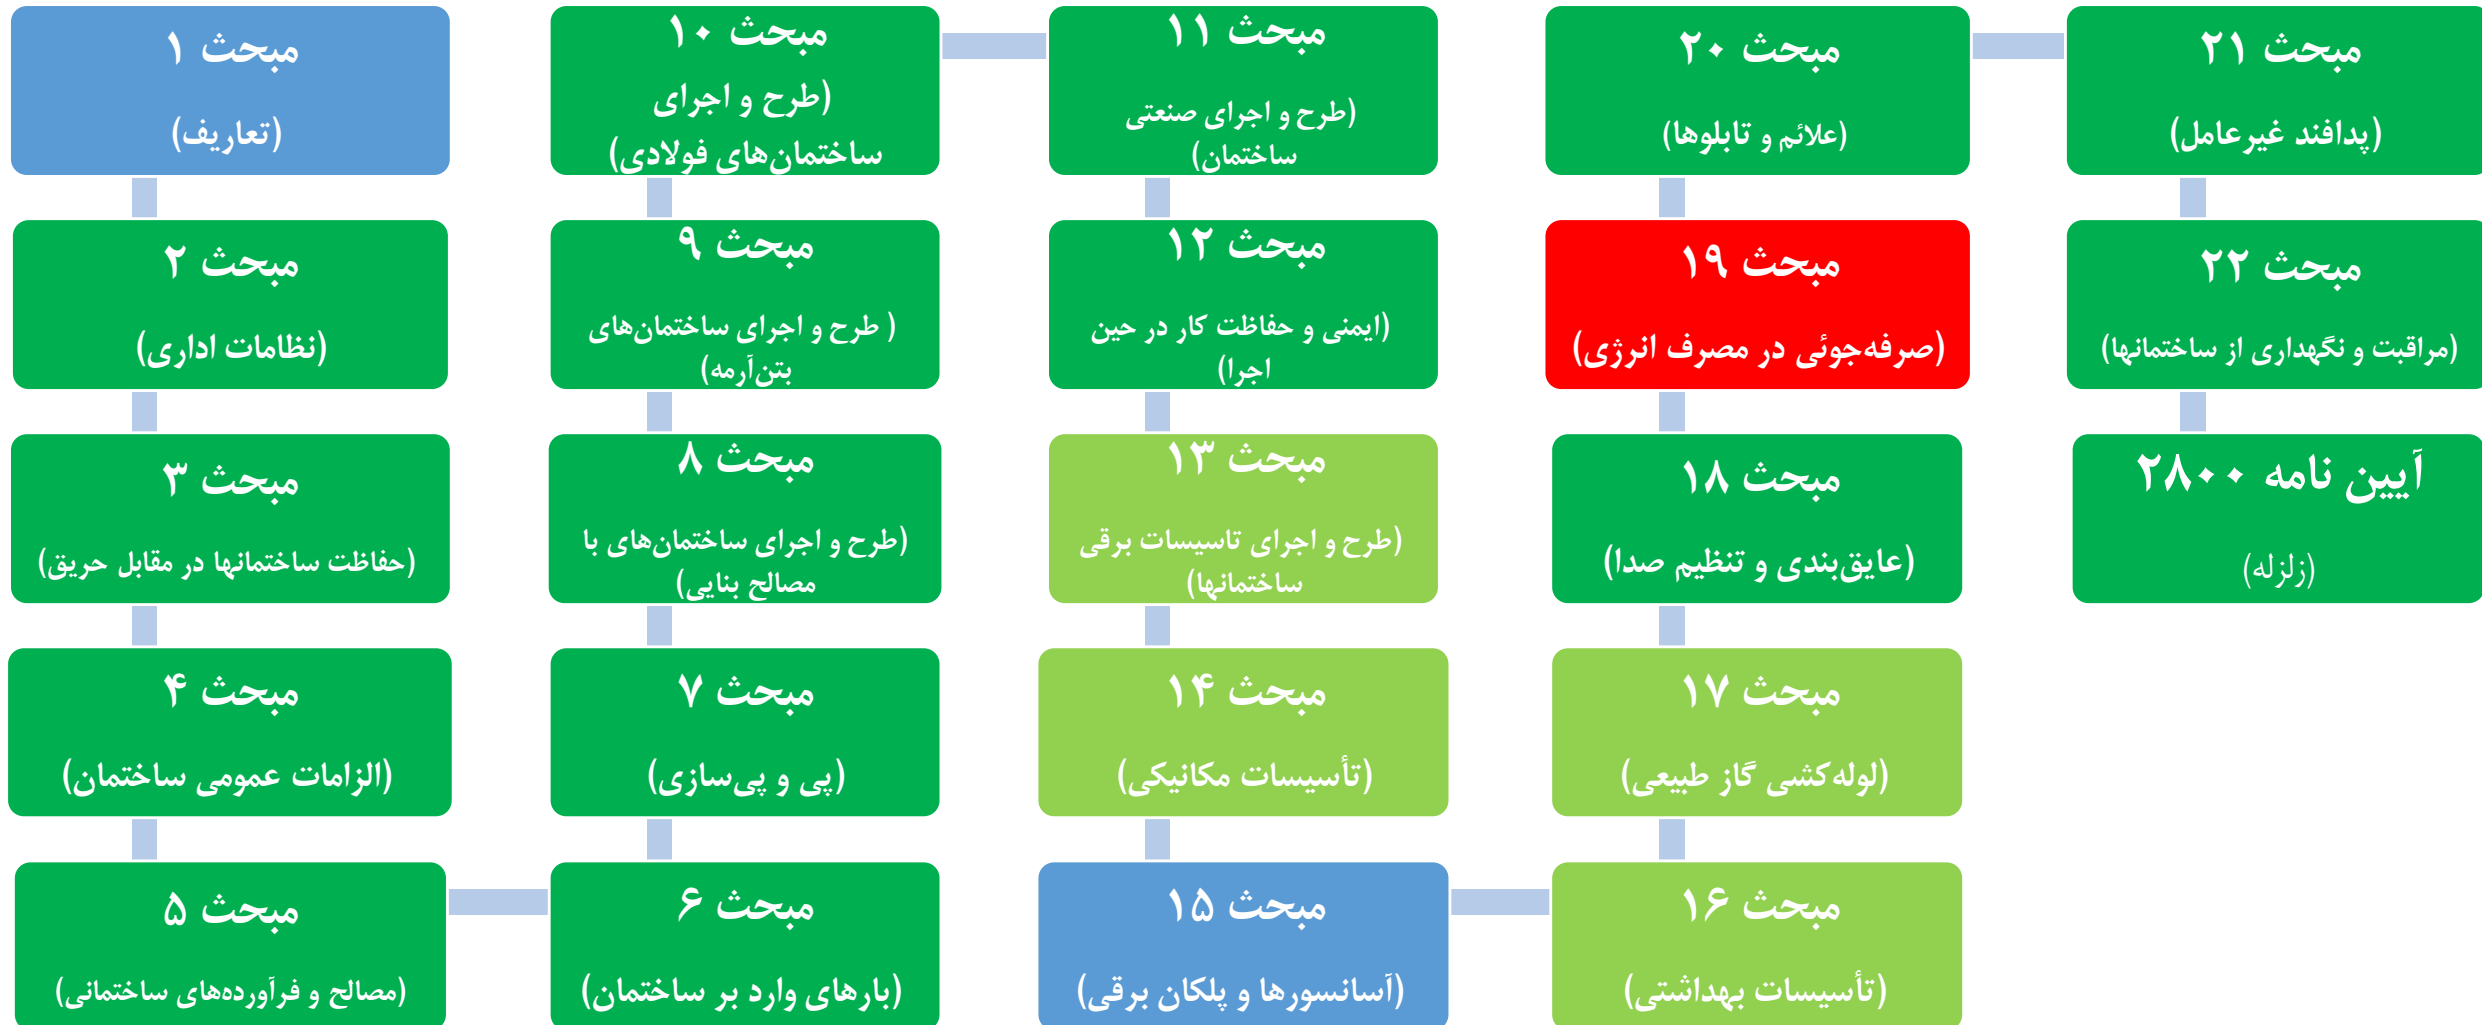 مبحث ۱
(تعاریف)
مبحث ۲
(نظامات اداری)
مبحث ۳
(حفاظت ساختمانها در مقابل حریق)
مبحث ۴
(الزامات عمومی ساختمان)
مبحث ۵
(مصالح و فرآورده‌های ساختمانی)
مبحث ۶
(بارهای وارد بر ساختمان)
مبحث ۷
(پی و پی‌سازی)
مبحث ۸
(طرح و اجرای ساختمان‌های با
مصالح بنایی)
مبحث ۹
( طرح و اجرای ساختمان‌های
بتن‌آرمه)
مبحث ۱۰
(طرح و اجرای
ساختمان‌های فولادی)
مبحث ۱۱
(طرح و اجرای صنعتی
ساختمان)
مبحث ۱۲
(ایمنی و حفاظت کار در حین
اجرا)
مبحث ۱۳
(طرح و اجرای تاسیسات برقی
ساختمانها)
مبحث ۱۴
(تأسیسات مکانیکی)
مبحث ۱۵
(آسانسورها و پلکان برقی)
مبحث ۱۶
(تأسیسات بهداشتی)
مبحث ۱۷
(لوله‌کشی گاز طبیعی)
مبحث ۱۸
(عایق‌بندی و تنظیم صدا)
مبحث ۱۹
(صرفه‌جوئی در مصرف انرژی)
مبحث ۲۰
(علائم و تابلوها)
مبحث ۲۱
(پدافند غیرعامل)
مبحث ۲۲
(مراقبت و نگهداری از ساختمانها)
آیین نامه ۲۸۰۰
(زلزله)